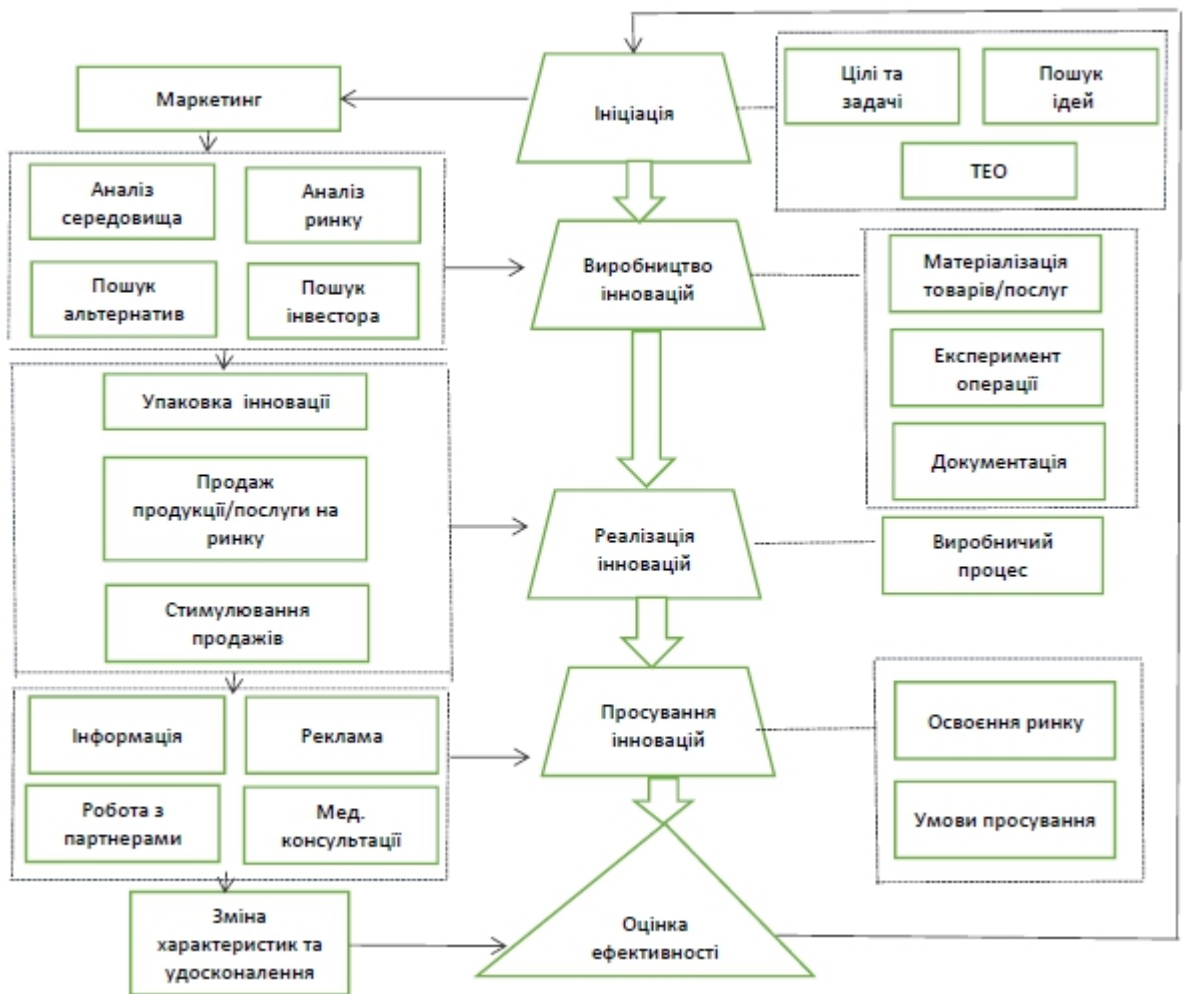 Маркетинг
Ініціація
Цілі та
задачі
Пошук
ідей
ТЕО
Аналіз
середовища
Аналіз
ринку
Пошук
альтернатив
Пошук
інвестора
Виробництво
інновацій
Матеріалізація
товарів/послуг
Експеримент
операції
Документація
Упаковка інновації
Продаж
продукції/послуги на
ринку
Стимулювання
продажів
Реалізація
інновацій
Виробничий
процес
Інформація
Реклама
Робота з
партнерами
Мед.
консультації
Просування
інновацій
Освоєння ринку
Умови просування
Зміна
характеристик та
удосконалення
Оцінка
ефективності